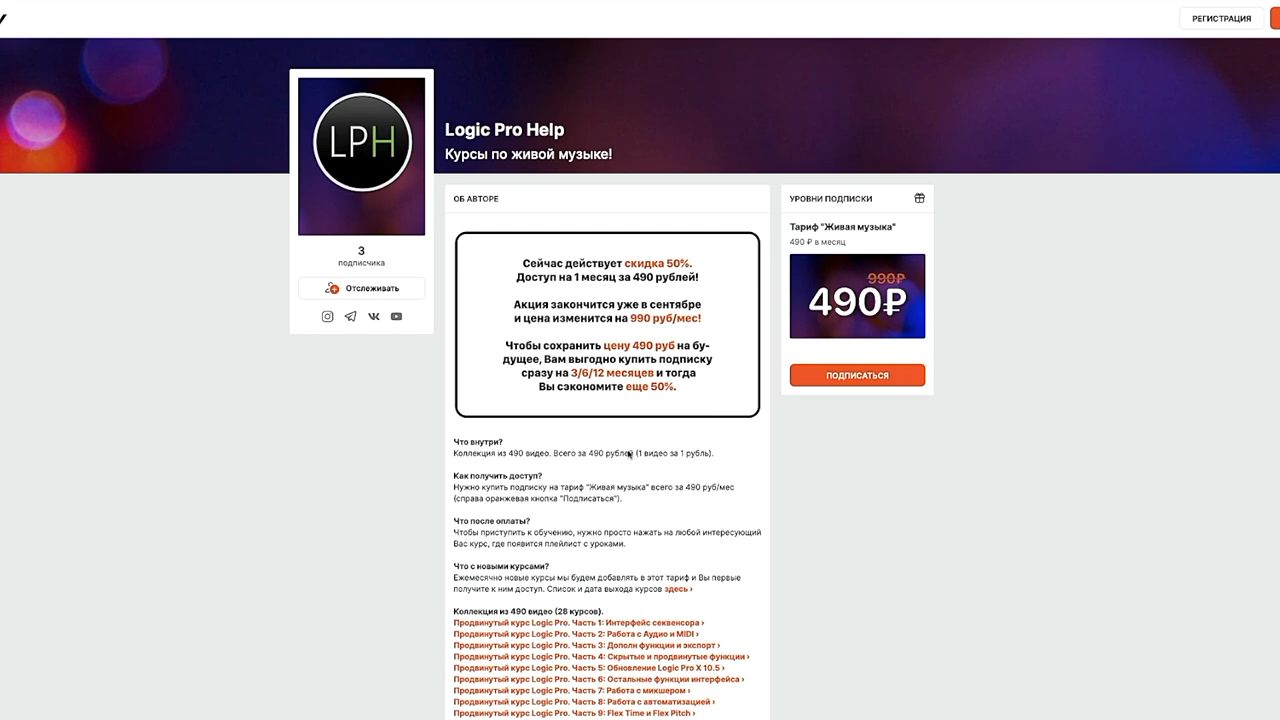 РЕГИСТРАЦИЯ
LPH
Logic Pro Help
Курсы по живой музыке!
3
подписчика
Отслеживать
ОБ АВТОРЕ
Сейчас действует скидка 50%.
Доступ на 1 месяц за 490 рублей!
Акция закончится уже в сентябре
и цена изменится на 990 руб/мес!
Чтобы сохранить цену 490 руб на бу-
дущее, Вам выгодно купить подписку
сразу на 3/6/12 месяцев и тогда
Вы сэкономите еще 50%.
Что внутри?
Коллекция из 490 видео. Всего за 490 рублей (1 видео за 1 рубль).
Как получить доступ?
Нужно купить подписку на тариф "Живая музыка" всего за 490 руб/мес
(справа оранжевая кнопка "Подписаться").
Что после оплаты?
Чтобы приступить к обучению, нужно просто нажать на любой интересующий
Вас курс, где появится плейлист с уроками.
Что с новыми курсами?
Ежемесячно новые курсы мы будем добавлять в этот тариф и Вы первые
получите к ним доступ. Список и дата выхода курсов здесь ›
Коллекция из 490 видео (28 курсов).
Продвинутый курс Logic Pro. Часть 1: Интерфейс секвенсора ›
Продвинутый курс Logic Pro. Часть 2: Работа с Аудио и MIDI ›
Продвинутый курс Logic Pro. Часть 3: Дополн функции и экспорт ›
Продвинутый курс Logic Pro. Часть 4: Скрытые и продвинутые функции ›
Продвинутый курс Logic Pro. Часть 5: Обновление Logic Pro X 10.5 ›
Продвинутый курс Logic Pro. Часть 6: Остальные функции интерфейса ›
Продвинутый курс Logic Pro. Часть 7: Работа с микшером ›
Продвинутый курс Logic Pro. Часть 8: Работа с автоматизацией ›
Продвинутый курс Logic Pro. Часть 9: Flex Time и Flex Pitch ›
УРОВНИ ПОДПИСКИ
Тариф "Живая музыка"
490 ₽ в месяц
990₽
490₽
ПОДПИСАТЬСЯ